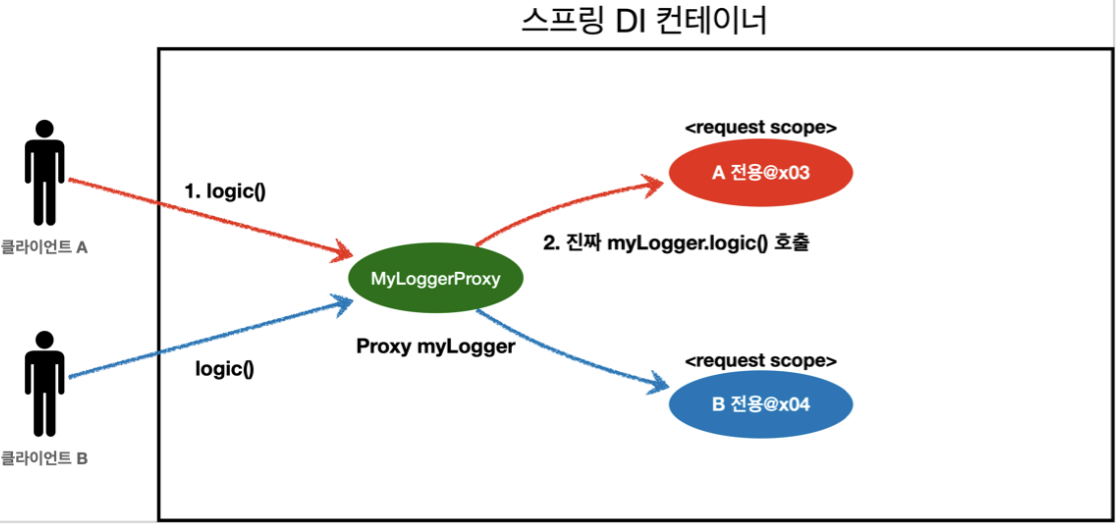 스프링 DI 컨테이너
<request scope>
A 전용@x03
1. logic()
클라이언트 A
2. 진짜 myLogger.logic() 호출
MyLoggerProxy
Proxy myLogger
logic()
<request scope>
B 전용@x04
클라이언트 B